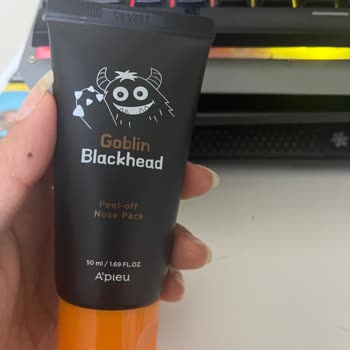 Goblin
Blackhead
Peel-off
Nose Pack
50 ml / 1.69 FL.OZ.
A'PIEU